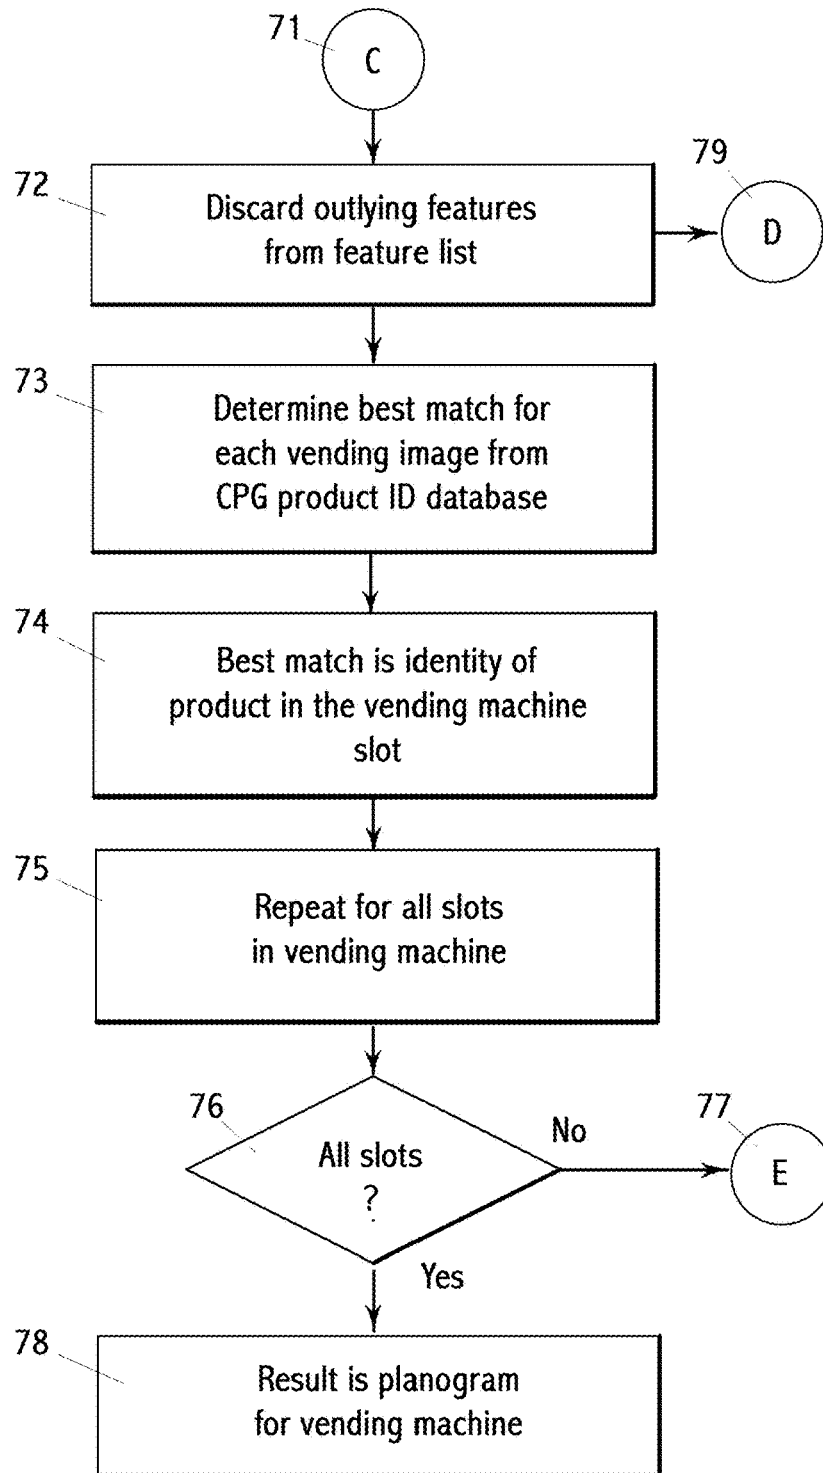 71
C
72
Discard outlying features
from feature list
79
D
73
Determine best match for
each vending image from
CPG product ID database
74
Best match is identity of
product in the vending machine
slot
75
Repeat for all slots
in vending machine
76
All slots
?
No
77
E
Yes
78
Result is planogram
for vending machine